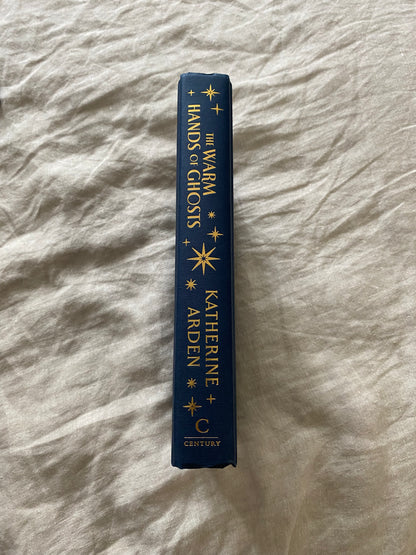 THE WARM
HANDS OF GHOSTS
KATHERINE
ARDEN
C
CENTURY